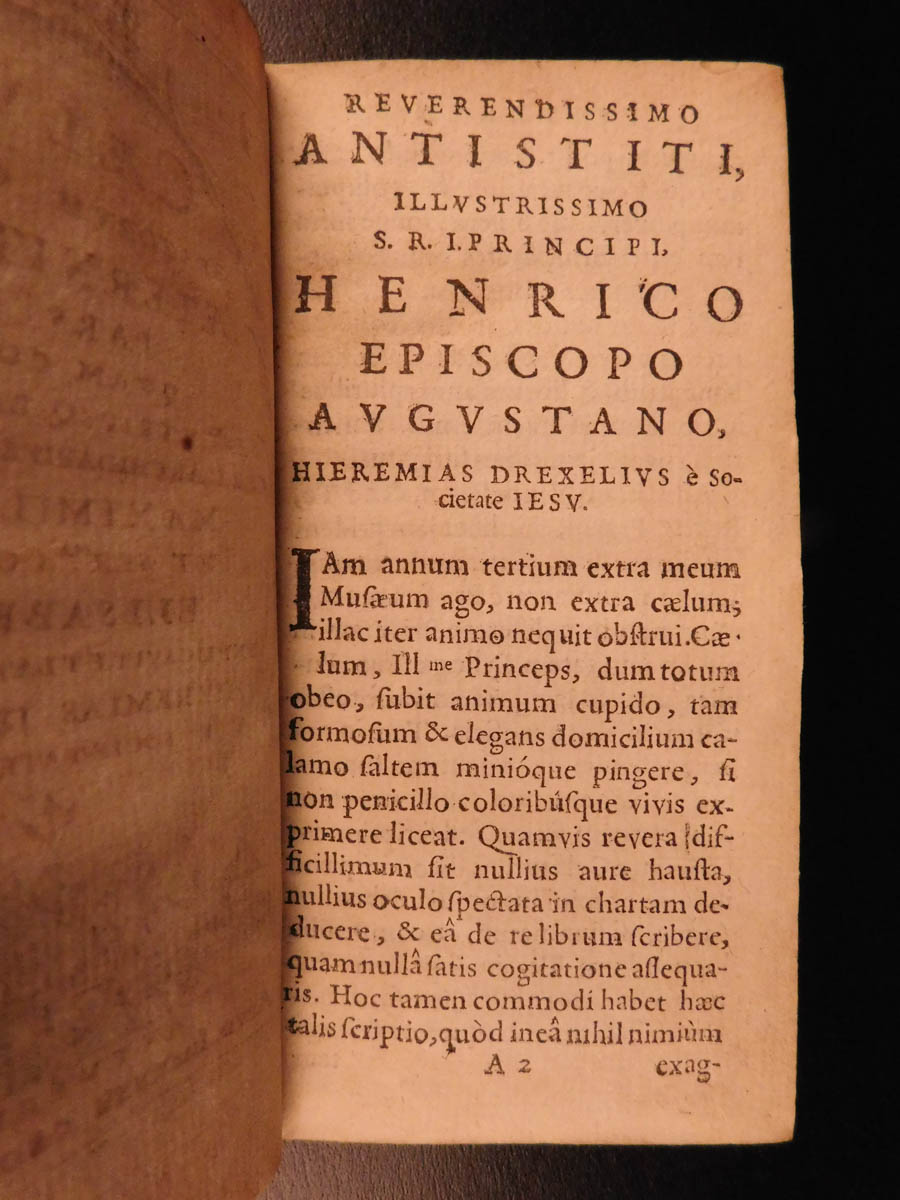 REVERENDISSIMO
ANTISTITI,
ILLVSTRISSIMO
S. R. I. PRINCIPI,
HENRICO
EPISCOPO
AVGVSTANO,
HIEREMIAS DREXELIVS è So-
cietate IESV.
IAm annum tertium extra meum
Muſæum ago, non extra cælum;
illac iter animo nequit obſtrui. Cæ-
lum, Ill me Princeps, dum totum
obeo, ſubit animum cupido, tam
formoſum & elegans domicilium ca-
lamo ſaltem minióque pingere, ſi
non penicillo coloribúſque vivis ex-
primere liceat. Quamvis revera dif-
ficillimum ſit nullius aure hauſta,
nullius oculo ſpectata in chartam de-
ducere, & eâ de re librum ſcribere,
quam nullâ ſatis cogitatione aſſequa-
ris. Hoc tamen commodi habet hæc
talis ſcriptio, quòd in eâ nihil nimiùm
A 2 exag-